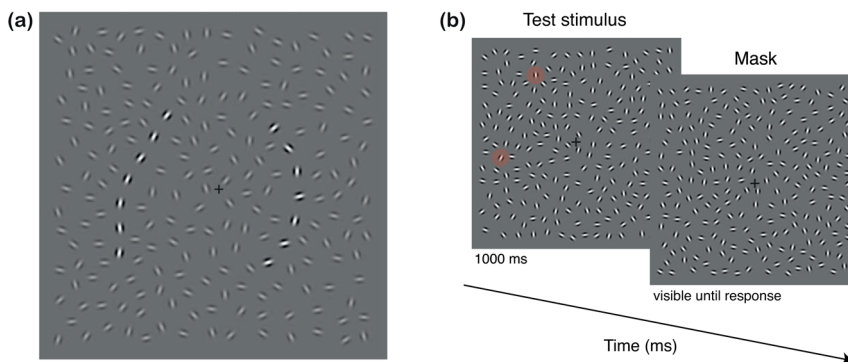 (a)
(b)
Test stimulus
Mask
1000 ms
visible until response
Time (ms)